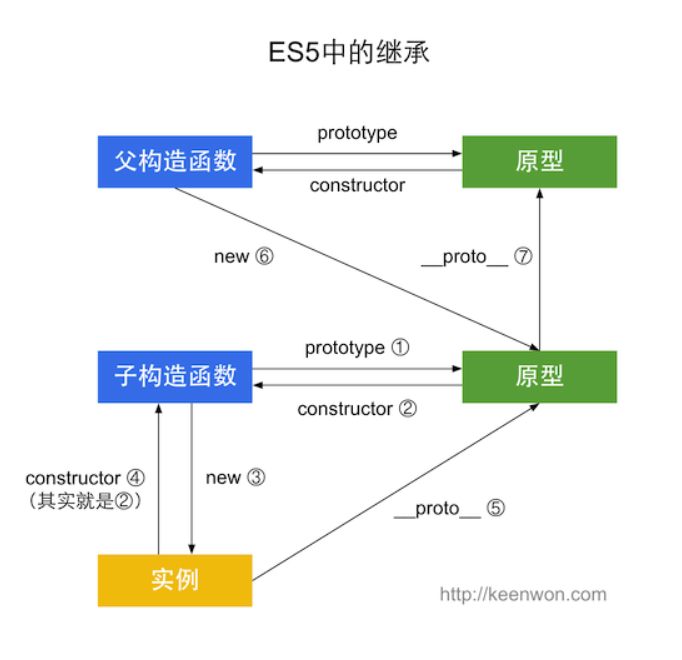 ES5中的继承
prototype
父构造函数
原型
constructor
new ⑥
__proto__ ⑦
prototype ①
子构造函数
原型
constructor ②
constructor ④
（其实就是②）
new ③
__proto__ ⑤
实例
http://keenwon.com